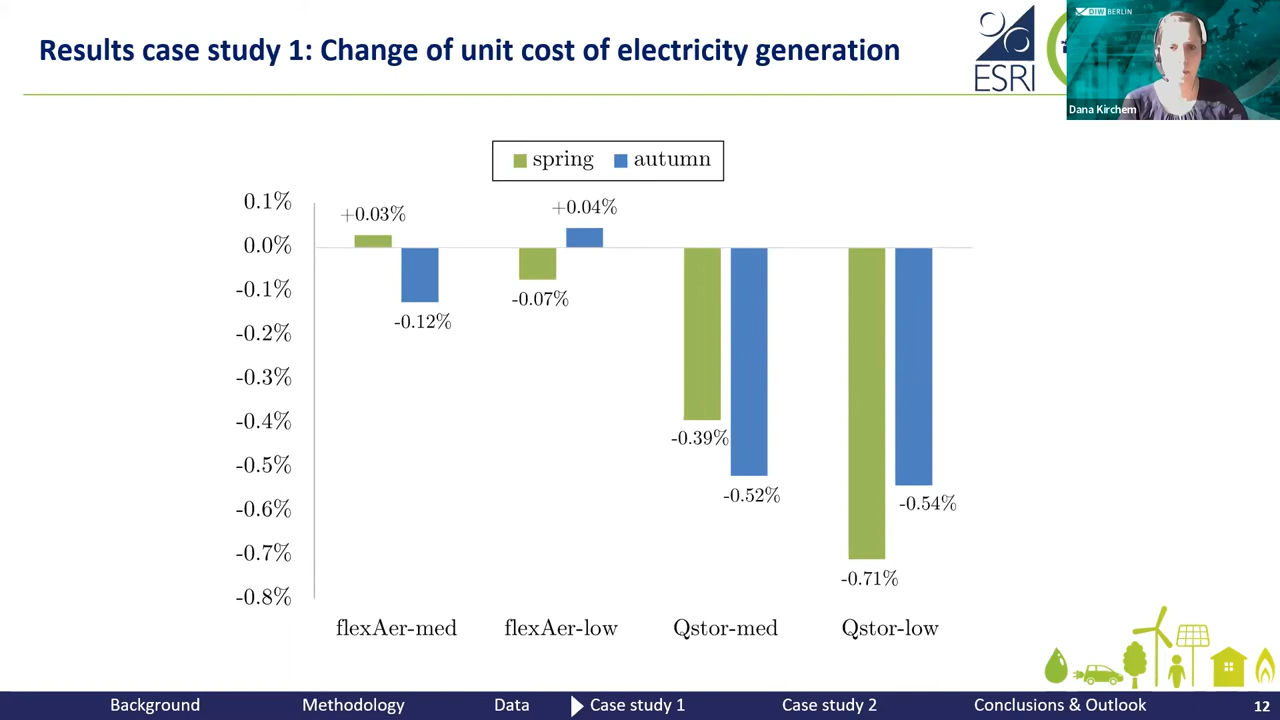 Results case study 1: Change of unit cost of electricity generation
ESRI
DIW BERLIN
Dana Kirchem
spring
autumn
0.1%
0.0%
-0.1%
-0.2%
-0.3%
-0.4%
-0.5%
-0.6%
-0.7%
-0.8%
+0.03%
-0.12%
-0.07%
+0.04%
-0.39%
-0.52%
-0.71%
-0.54%
flexAer-med
flexAer-low
Qstor-med
Qstor-low
Background
Methodology
Data
Case study 1
Case study 2
Conclusions & Outlook
12